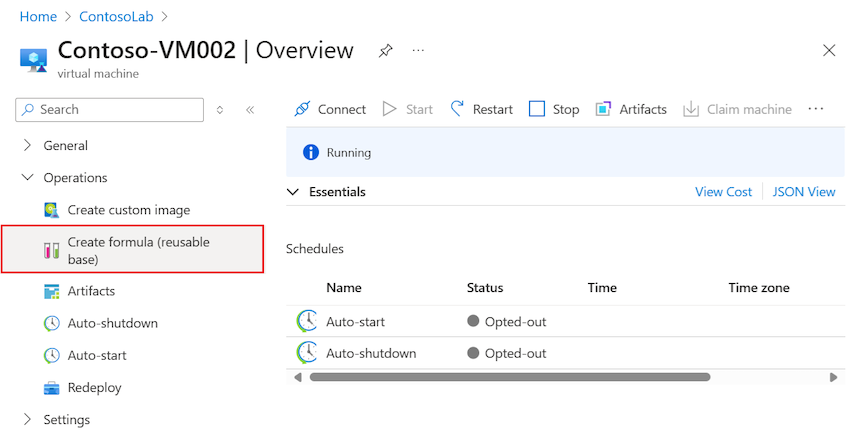 Home > ContosoLab >
Contoso-VM002 | Overview ...
virtual machine
Search
Connect Start Restart Stop Artifacts Claim machine ...
General
Running
Operations
Essentials View Cost JSON View
Create custom image
Create formula (reusable
base)
Schedules
Artifacts
Name Status Time Time zone
Auto-shutdown
Auto-start Opted-out
Auto-start
Auto-shutdown Opted-out
Redeploy
Settings